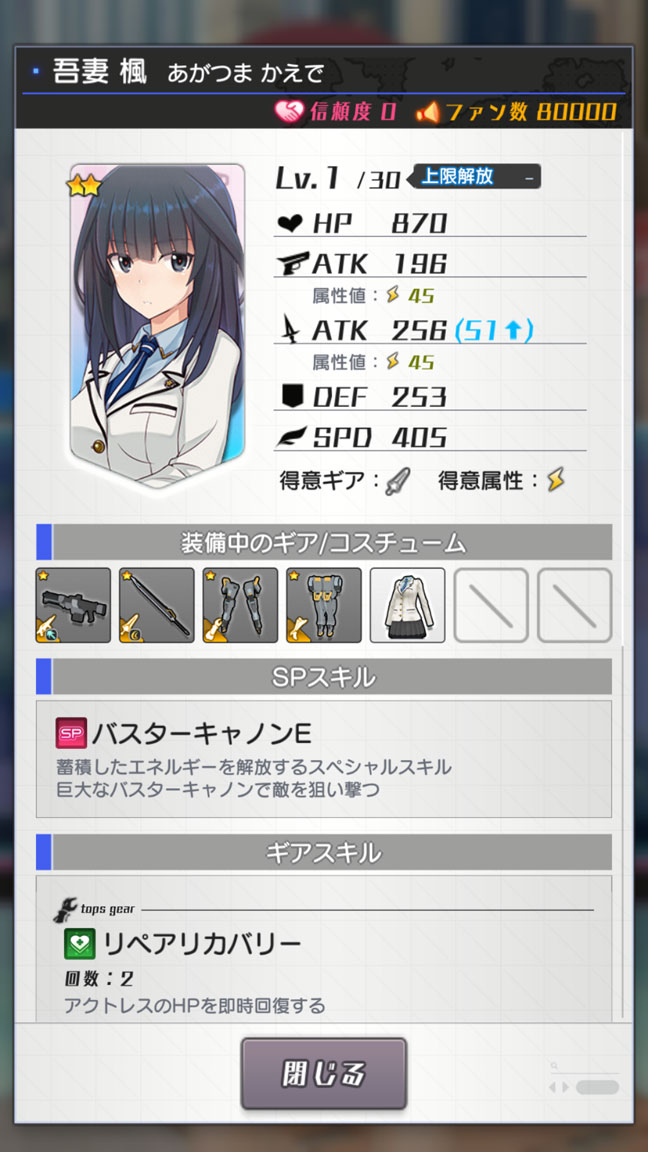 吾妻 楓 あがつま かえで
信頼度 0 ファン数 80000
Lv.1 /30 上限解放 -
HP 870
ATK 196
属性値： 45
ATK 256 (51↑)
属性値： 45
DEF 253
SPD 405
得意ギア： 得意属性：
装備中のギア/コスチューム
SPスキル
SP バスターキャノンE
蓄積したエネルギーを解放するスペシャルスキル
巨大なバスターキャノンで敵を狙い撃つ
ギアスキル
tops gear
リペアリカバリー
回数：2
アクトレスのHPを即時回復する
閉じる